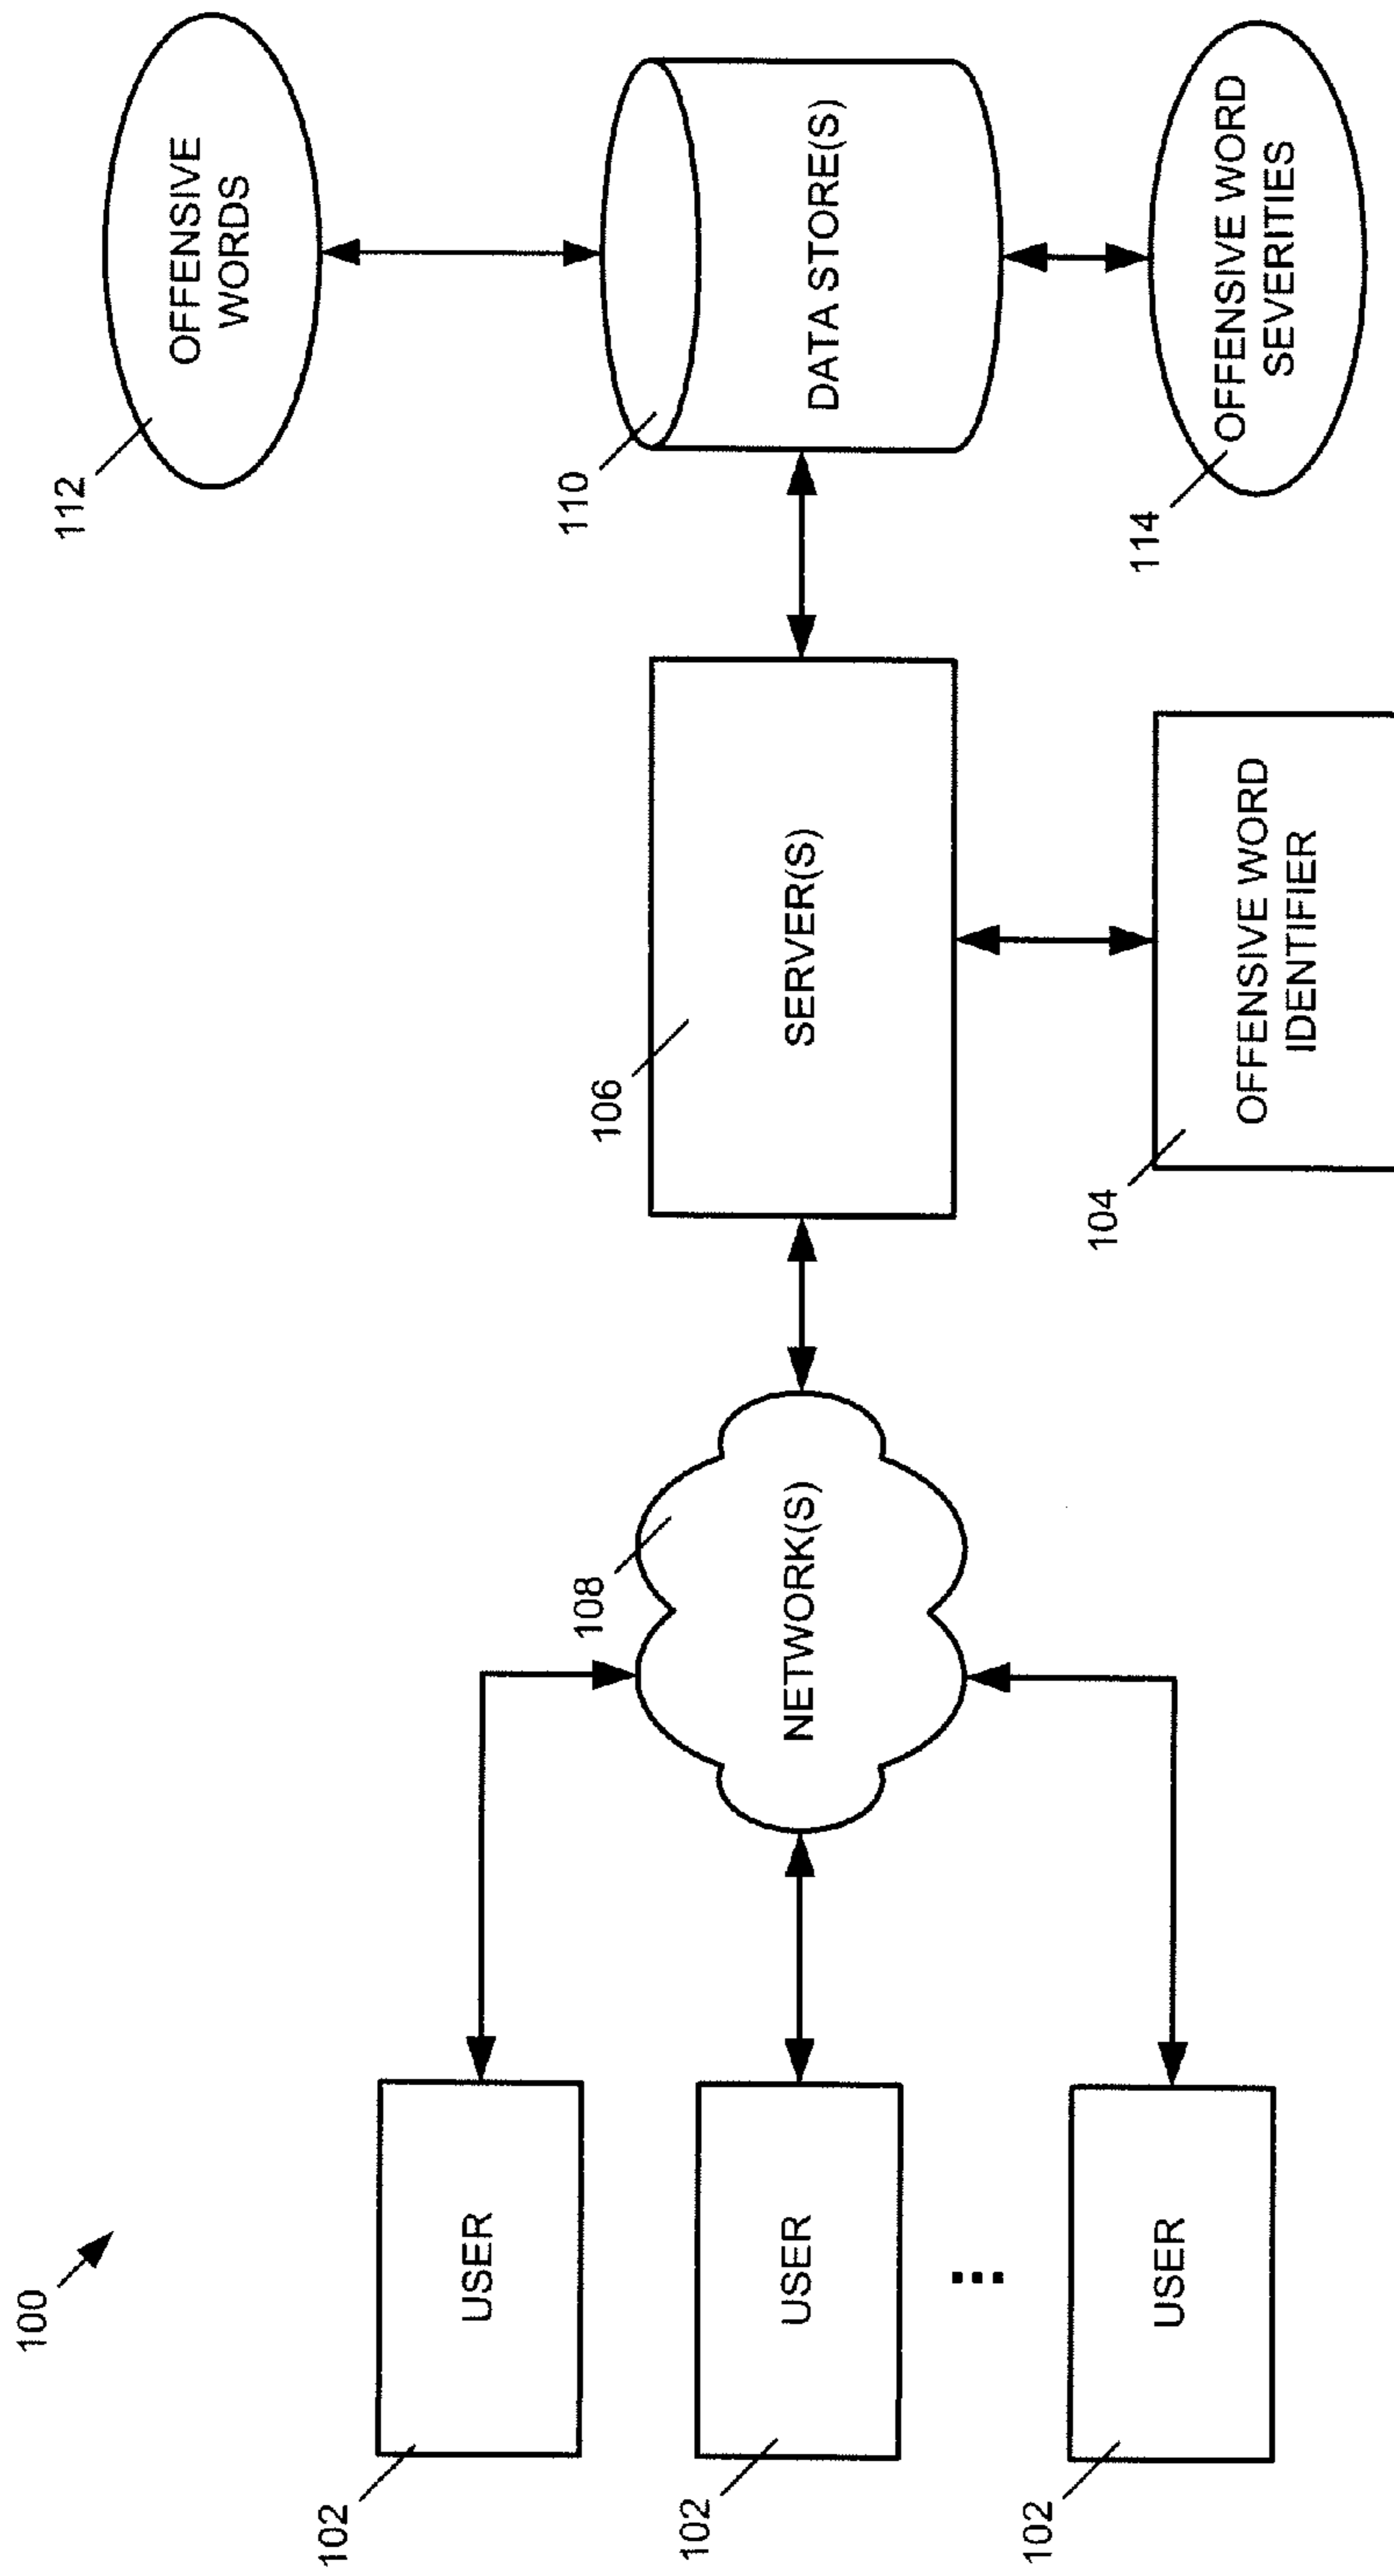 100
102
USER
102
USER
...
102
USER
108
NETWORK(S)
106
SERVER(S)
104
OFFENSIVE WORD
IDENTIFIER
112
OFFENSIVE
WORDS
110
DATA STORE(S)
114
OFFENSIVE WORD
SEVERITIES